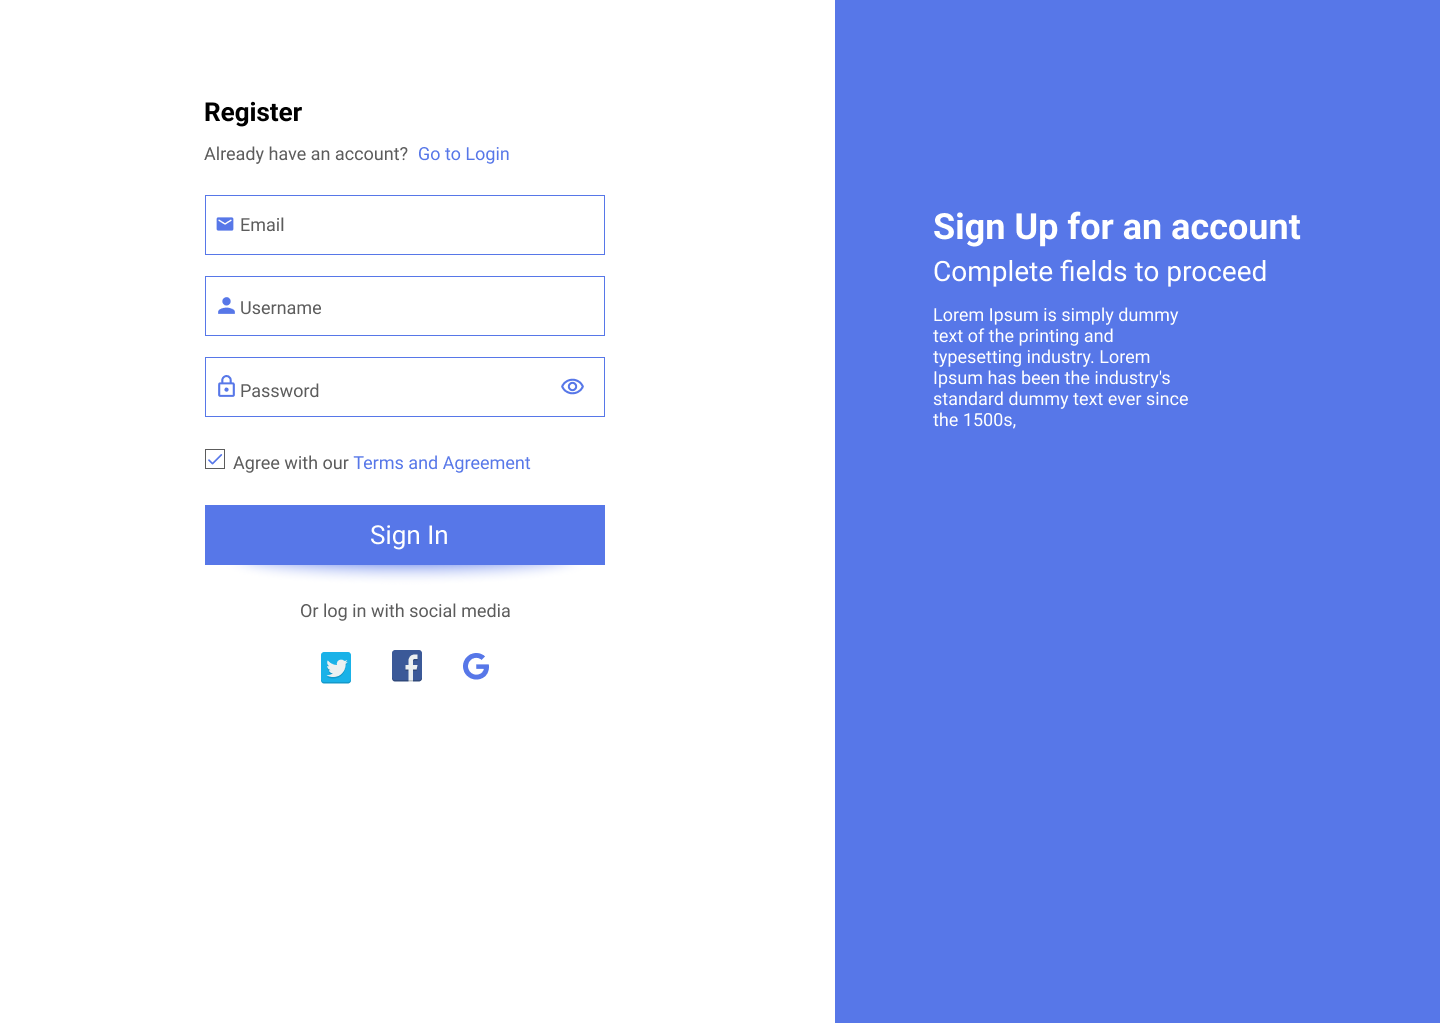 Register
Already have an account? Go to Login
Email
Username
Password
Agree with our Terms and Agreement
Sign In
Or log in with social media
Sign Up for an account
Complete fields to proceed
Lorem Ipsum is simply dummy
text of the printing and
typesetting industry. Lorem
Ipsum has been the industry's
standard dummy text ever since
the 1500s,